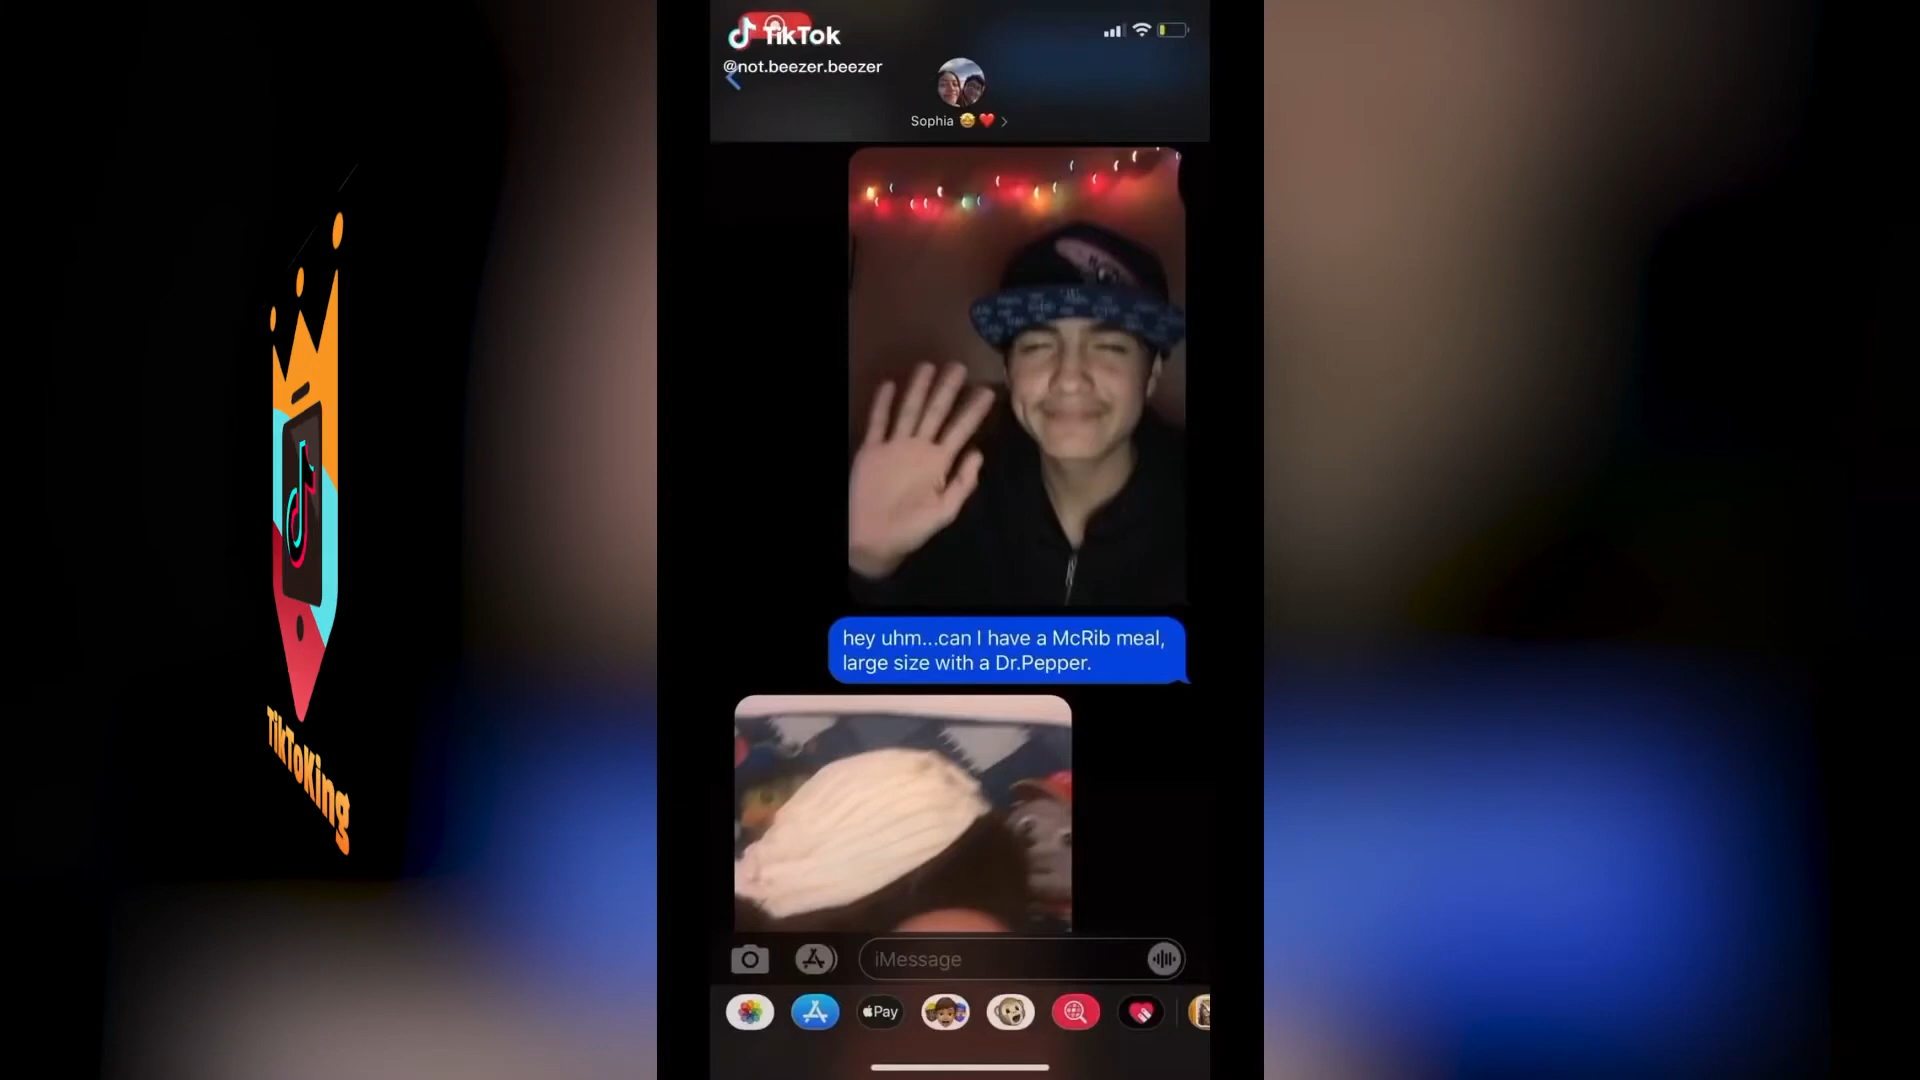 TikTok
@not.beezer.beezer
Sophia 🤩❤️ >
hey uhm...can I have a McRib meal,
large size with a Dr.Pepper.
iMessage
Pay
TikToKing